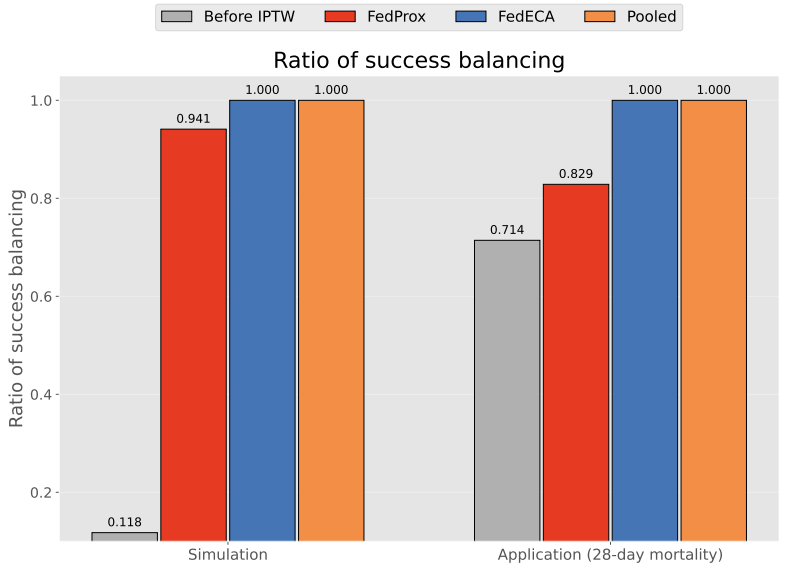 Before IPTW FedProx FedECA Pooled
Ratio of success balancing
Ratio of success balancing
1.0
0.8
0.6
0.4
0.2
0.118
0.941
1.000
1.000
0.714
0.829
1.000
1.000
Simulation
Application (28-day mortality)